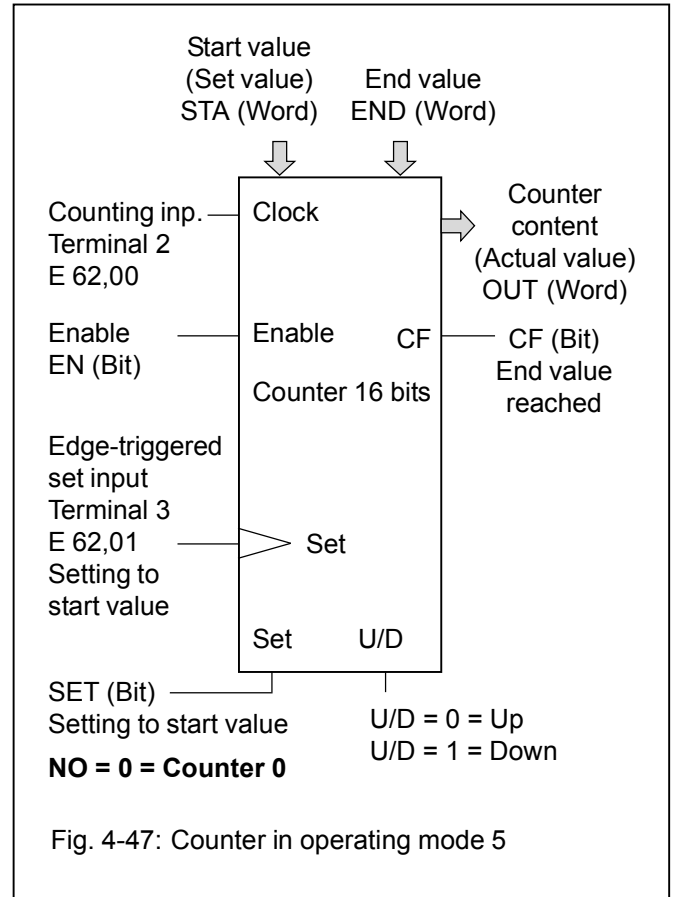 Start value
(Set value)
STA (Word)
End value
END (Word)
Counting inp.
Terminal 2
E 62,00
Clock
Counter
content
(Actual value)
OUT (Word)
Enable
EN (Bit)
Enable
CF
CF (Bit)
End value
reached
Counter 16 bits
Edge-triggered
set input
Terminal 3
E 62,01
Setting to
start value
Set
Set
U/D
SET (Bit)
Setting to start value
NO = 0 = Counter 0
U/D = 0 = Up
U/D = 1 = Down
Fig. 4-47: Counter in operating mode 5